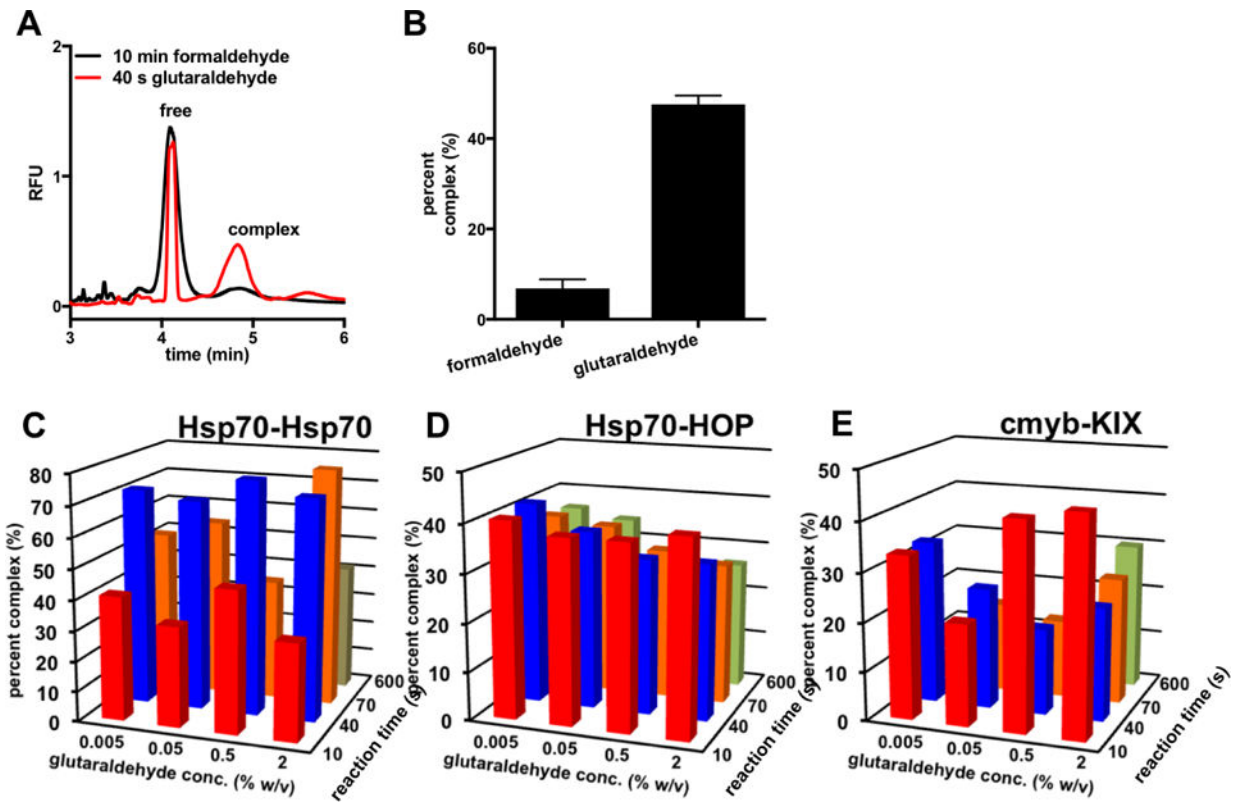 A
2
1
0
RFU
10 min formaldehyde
40 s glutaraldehyde
free
complex
3
4
5
6
time (min)
B
60
40
20
0
percent
complex (%)
formaldehyde
glutaraldehyde
C
Hsp70-Hsp70
80
70
60
50
40
30
20
10
0
percent complex (%)
0.005
0.05
0.5
2
glutaraldehyde conc. (% w/v)
10
40
70
600
reaction time (s)
D
Hsp70-HOP
50
40
30
20
10
0
percent complex (%)
0.005
0.05
0.5
2
glutaraldehyde conc. (% w/v)
10
40
70
600
reaction time (s)
E
cmyb-KIX
50
40
30
20
10
0
percent complex (%)
0.005
0.05
0.5
2
glutaraldehyde conc. (% w/v)
10
40
70
600
reaction time (s)